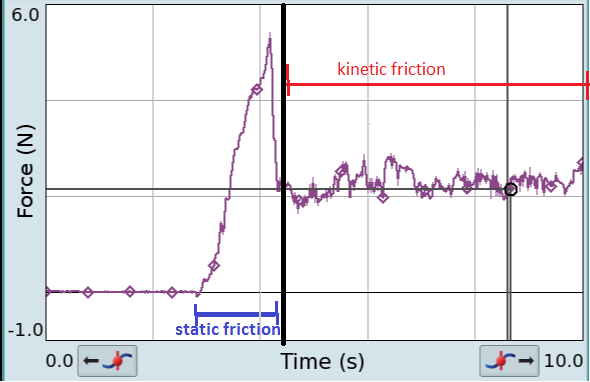 6.0
kinetic friction
Force (N)
static friction
-1.0
0.0
Time (s)
10.0